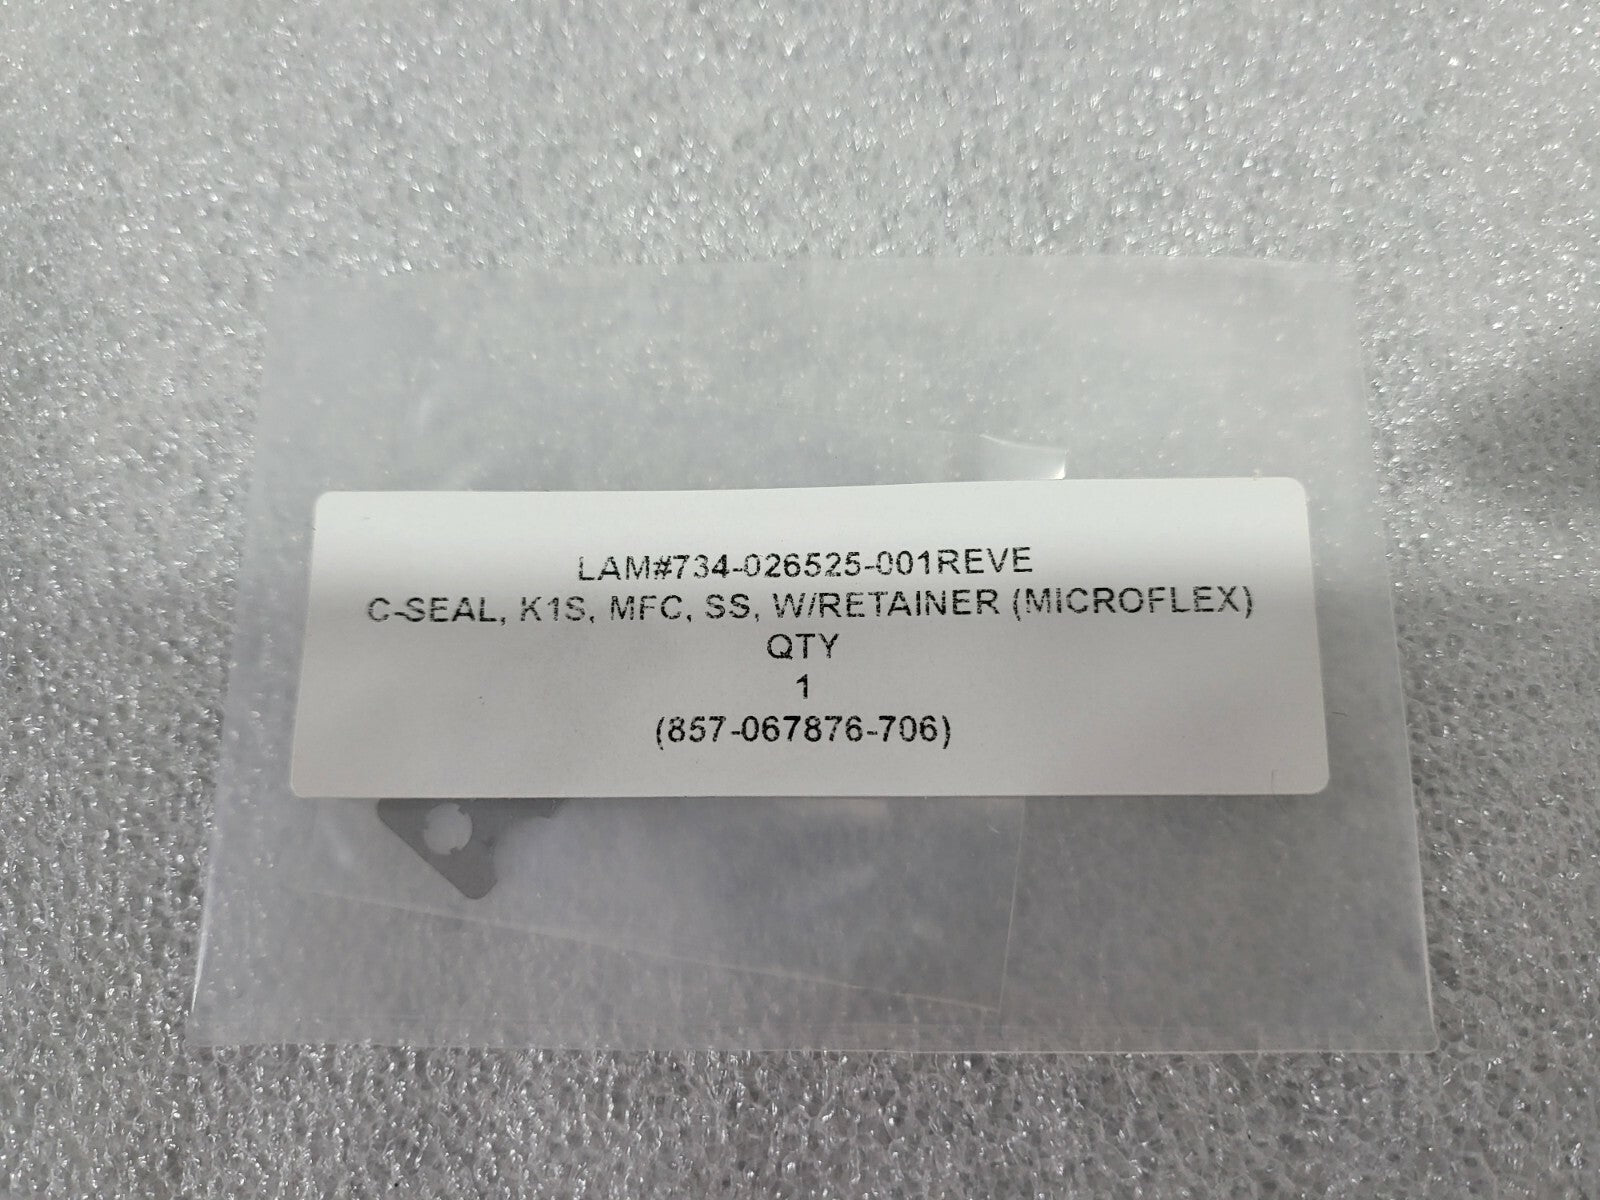 LAM#734-026525-001REVE
C-SEAL, K1S, MFC, SS, W/RETAINER (MICROFLEX)
QTY
1
(857-067876-706)